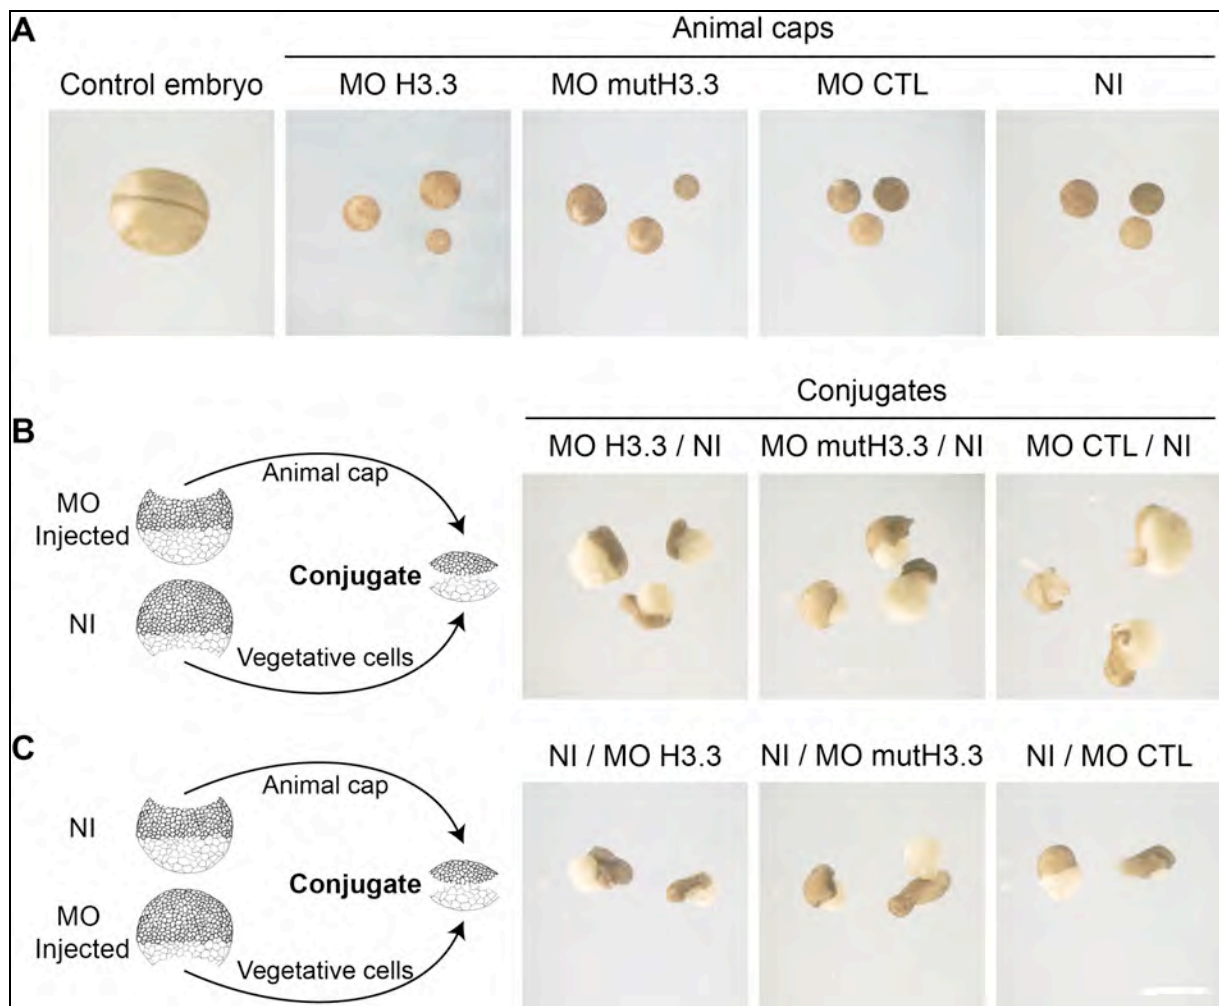 A
Animal caps
Control embryo
MO H3.3
MO mutH3.3
MO CTL
NI
Conjugates
B
MO H3.3 / NI
MO mutH3.3 / NI
MO CTL / NI
MO
Injected
Animal cap
Conjugate
NI
Vegetative cells
C
NI / MO H3.3
NI / MO mutH3.3
NI / MO CTL
NI
Animal cap
Conjugate
MO
Injected
Vegetative cells